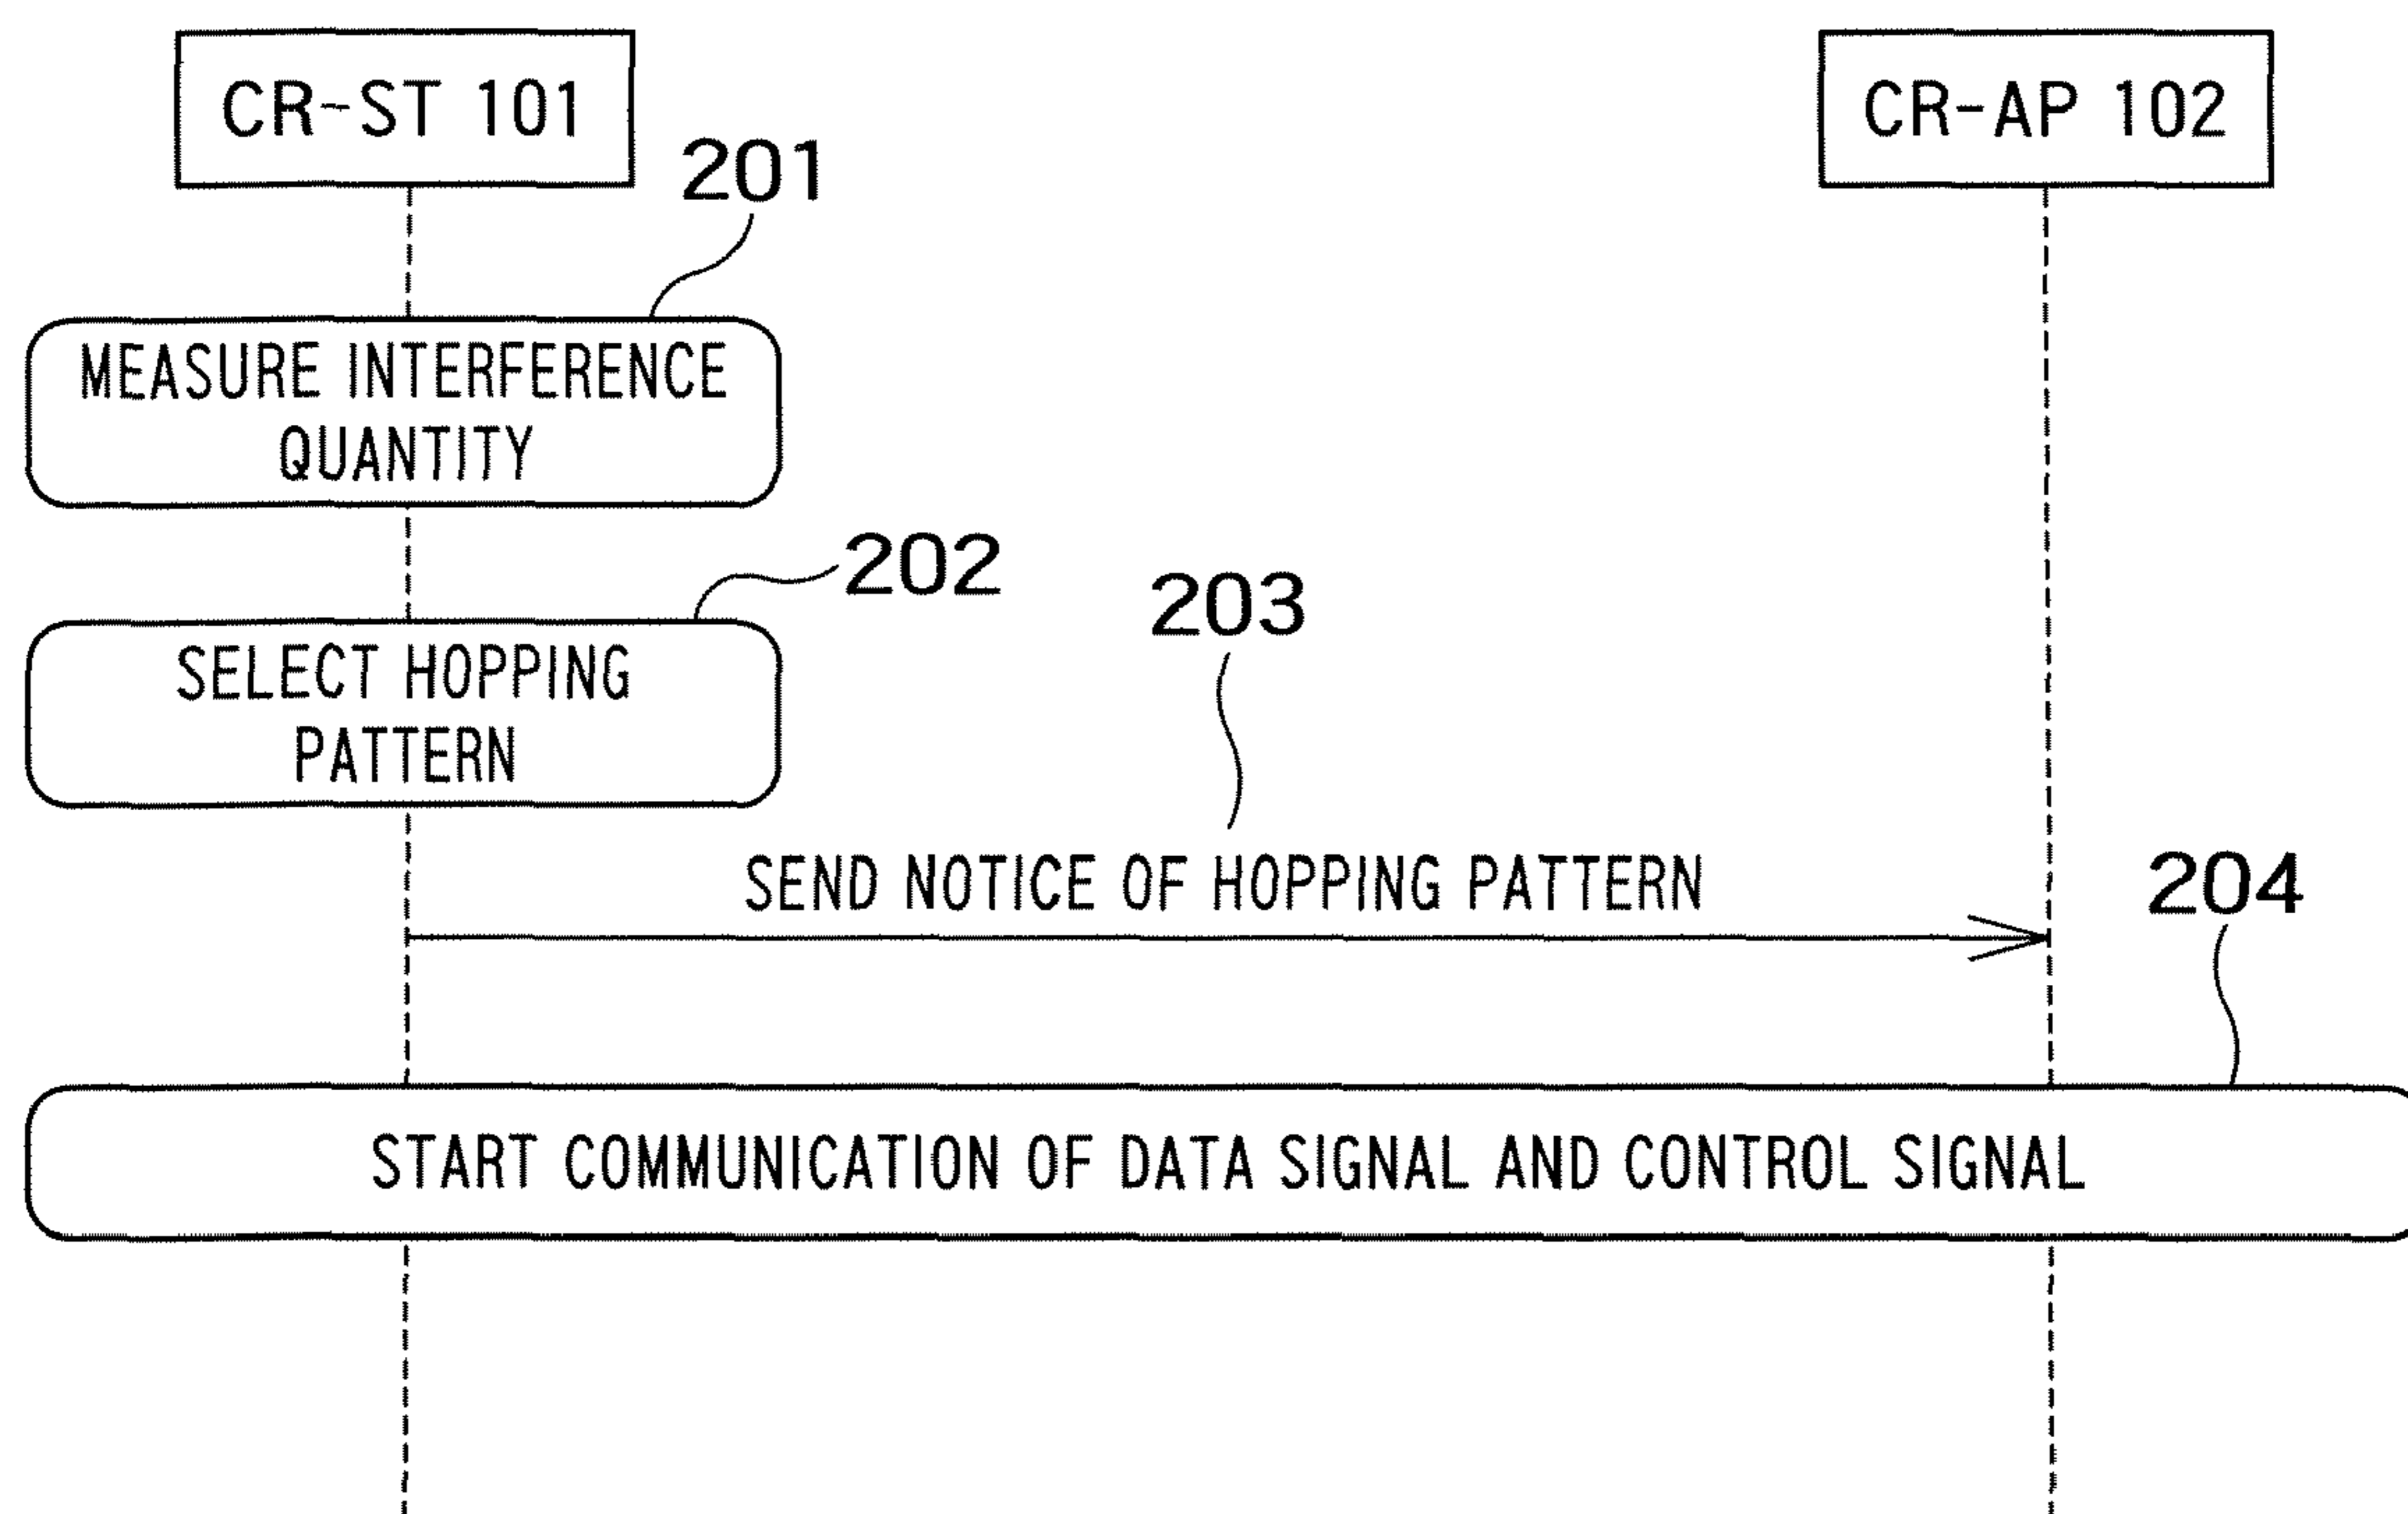 CR-ST 101
CR-AP 102
201
MEASURE INTERFERENCE
QUANTITY
202
SELECT HOPPING
PATTERN
203
SEND NOTICE OF HOPPING PATTERN
204
START COMMUNICATION OF DATA SIGNAL AND CONTROL SIGNAL